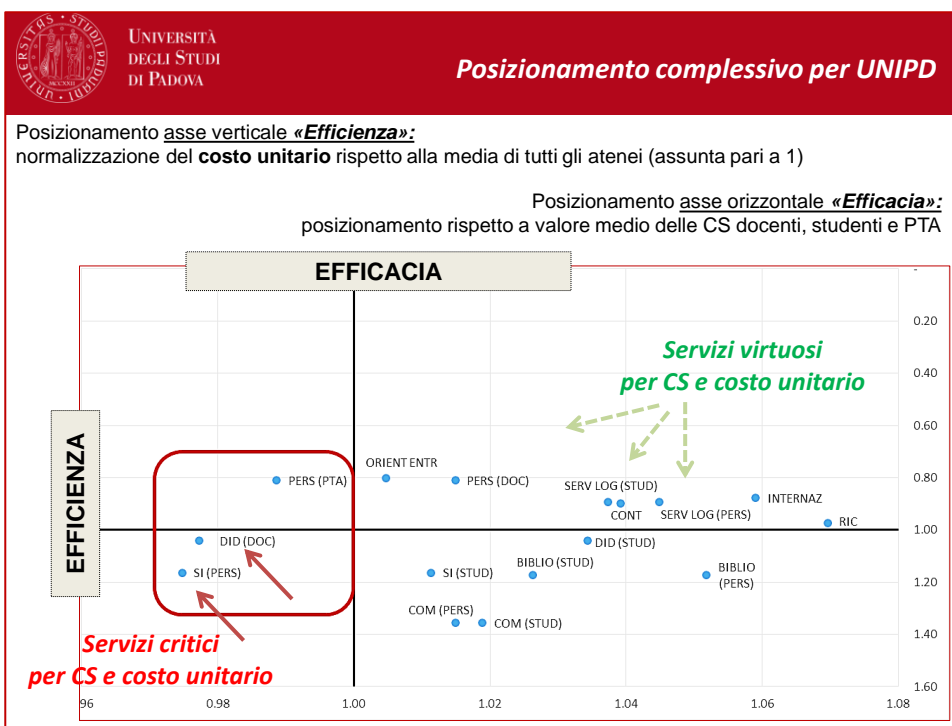 UNIVERSITÀ
DEGLI STUDI
DI PADOVA
Posizionamento complessivo per UNIPD
Posizionamento asse verticale «Efficienza»:
normalizzazione del costo unitario rispetto alla media di tutti gli atenei (assunta pari a 1)
Posizionamento asse orizzontale «Efficacia»:
posizionamento rispetto a valore medio delle CS docenti, studenti e PTA
EFFICACIA
-
0.20
Servizi virtuosi
per CS e costo unitario
0.40
0.60
EFFICIENZA
ORIENT ENTR
0.80
PERS (PTA)
PERS (DOC)
SERV LOG (STUD)
INTERNAZ
CONT
SERV LOG (PERS)
RIC
1.00
DID (DOC)
DID (STUD)
SI (PERS)
SI (STUD)
BIBLIO (STUD)
BIBLIO
(PERS)
1.20
COM (PERS)
COM (STUD)
1.40
Servizi critici
per CS e costo unitario
1.60
96
0.98
1.00
1.02
1.04
1.06
1.08